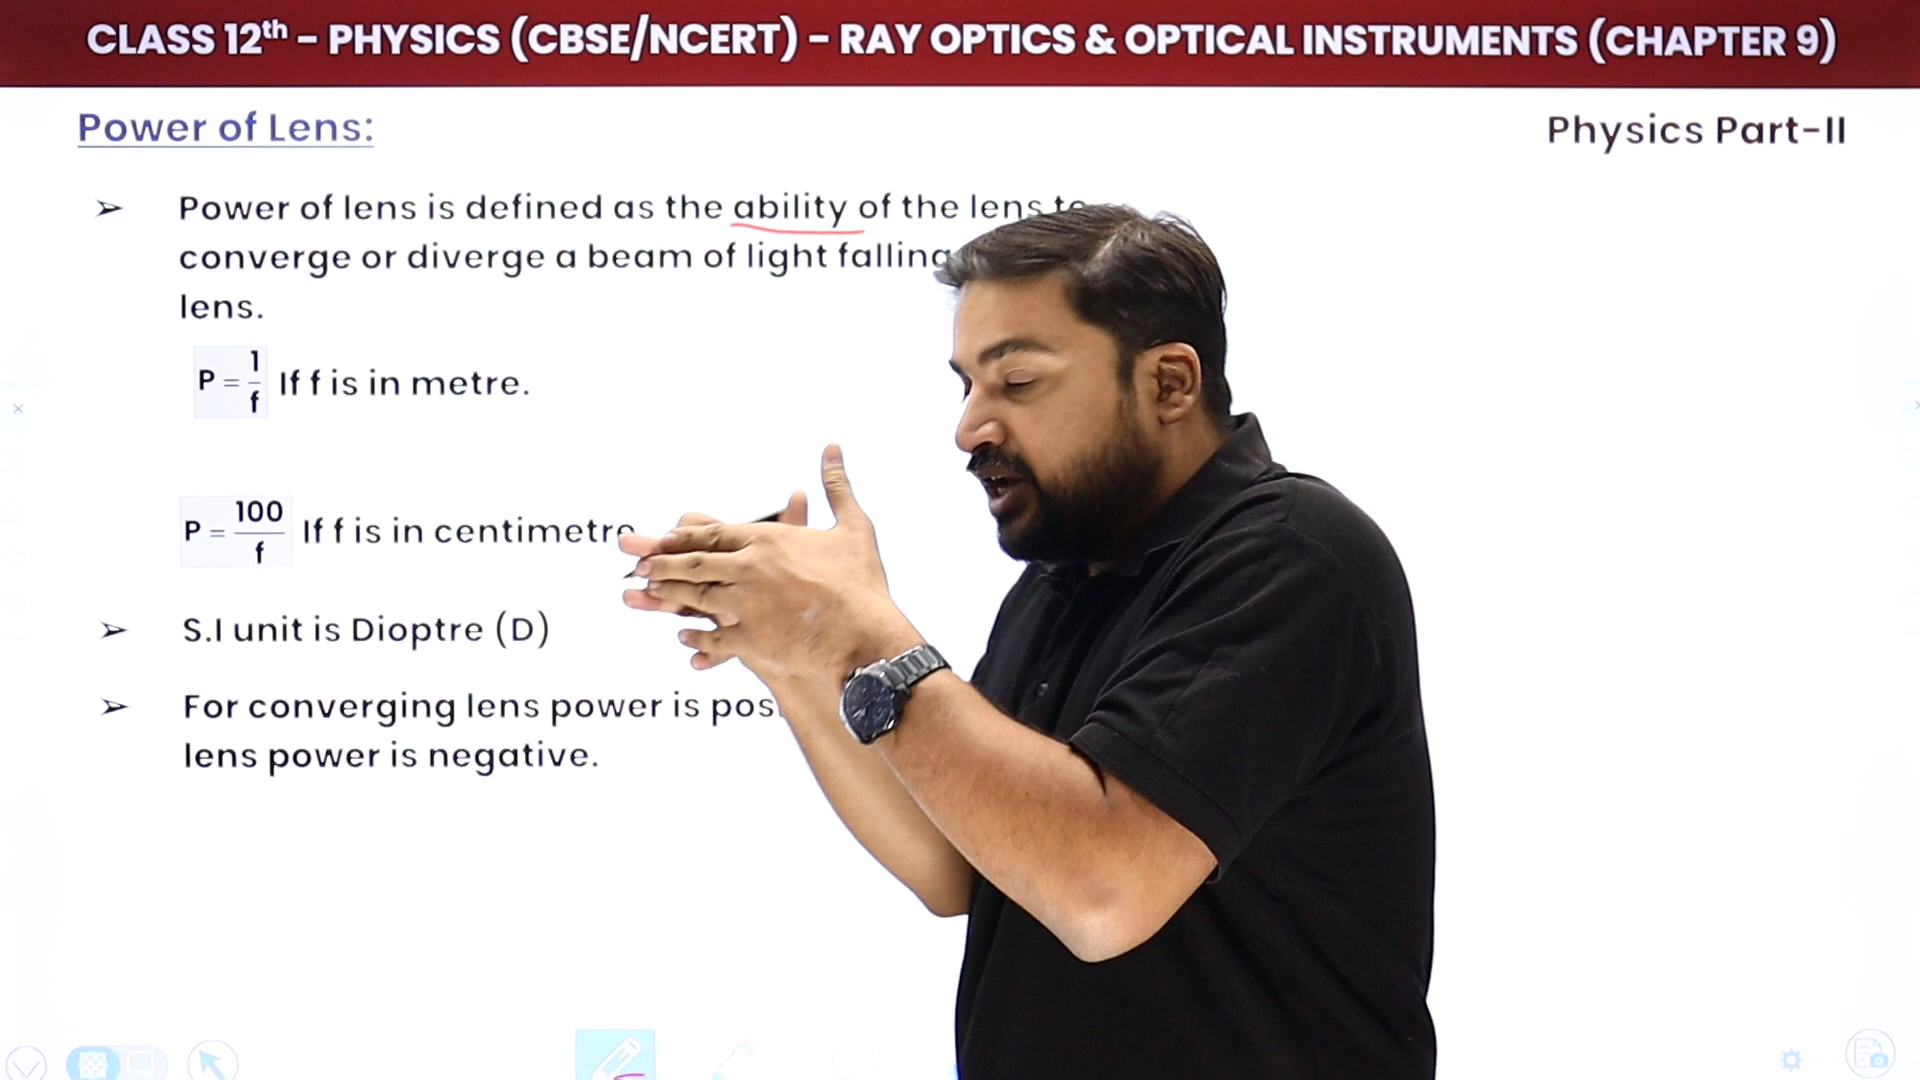 CLASS 12th – PHYSICS (CBSE/NCERT) – RAY OPTICS & OPTICAL INSTRUMENTS (CHAPTER 9)
Power of Lens:
Physics Part-II
➢ Power of lens is defined as the ability of the lens to
converge or diverge a beam of light falling
lens.
P = 1/f If f is in metre.
P = 100/f If f is in centimetre
➢ S.I unit is Dioptre (D)
➢ For converging lens power is
lens power is negative.